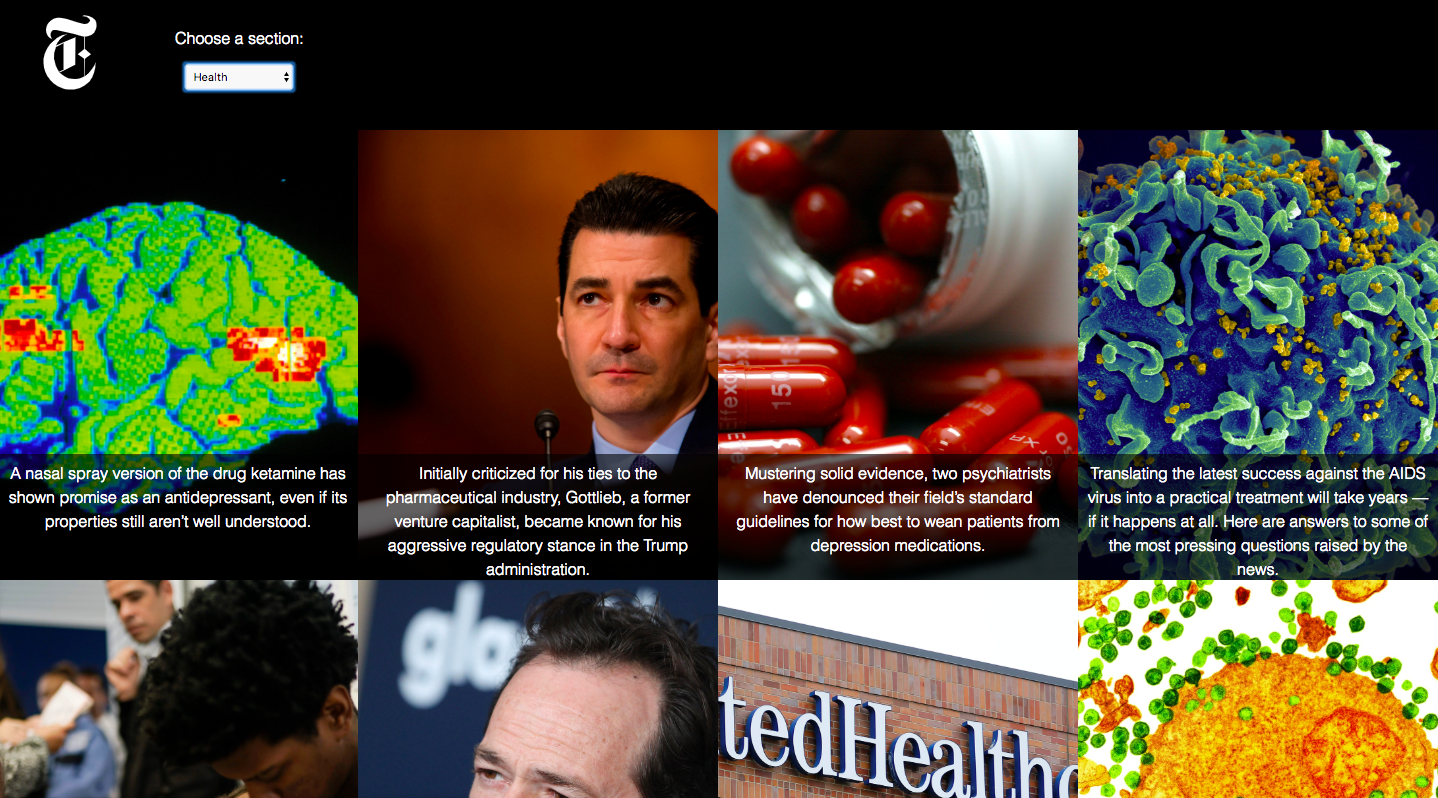 T
Choose a section:
Health
A nasal spray version of the drug ketamine has
shown promise as an antidepressant, even if its
properties still aren't well understood.
Initially criticized for his ties to the
pharmaceutical industry, Gottlieb, a former
venture capitalist, became known for his
aggressive regulatory stance in the Trump
administration.
150
Effexor
XR
Mustering solid evidence, two psychiatrists
have denounced their field's standard
guidelines for how best to wean patients from
depression medications.
Translating the latest success against the AIDS
virus into a practical treatment will take years —
if it happens at all. Here are answers to some of
the most pressing questions raised by the
news.
glo
tedHealthc